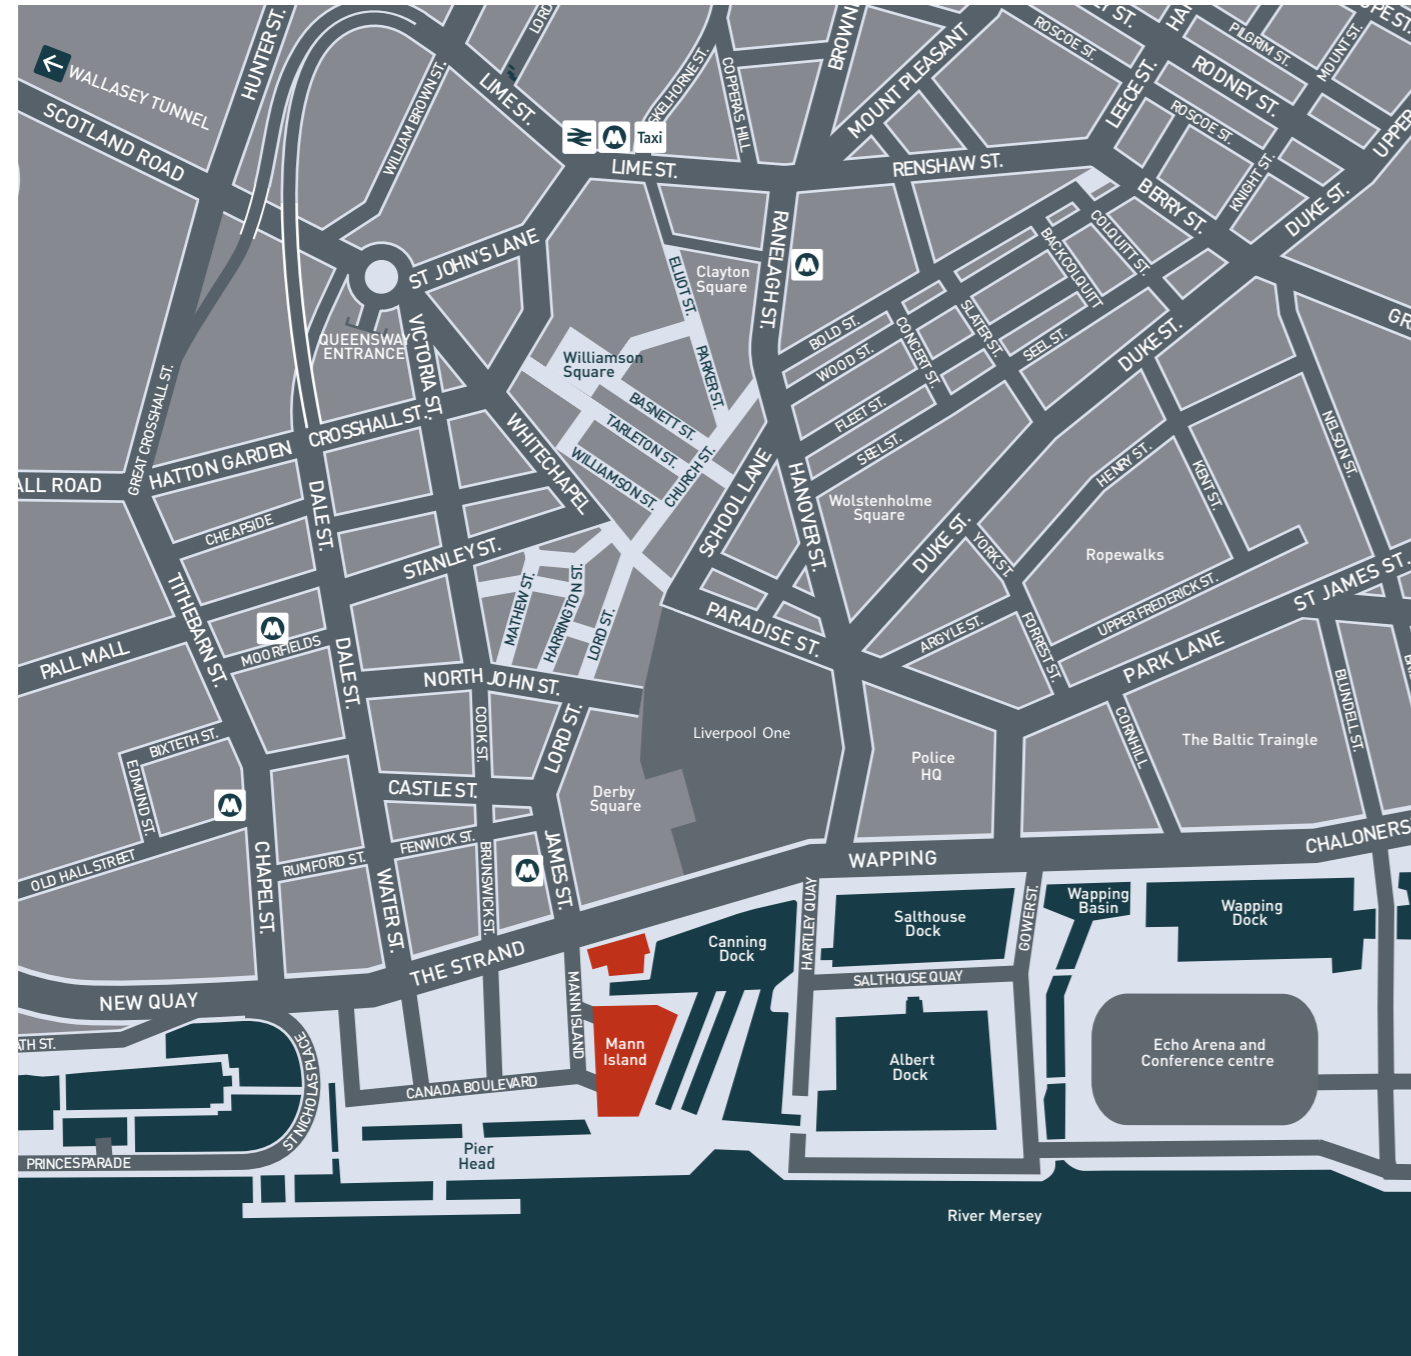 HUNTER ST.
WALLASEY TUNNEL
SCOTLAND ROAD
WILLIAM BROWN ST.
LIME ST.
LORD
SKELHORNE ST.
COPPERAS HILL
BROWN
MOUNT PLEASANT
ROSCOE ST.
PILGRIM ST.
MOUNT ST.
RODNEY ST.
LEECE ST.
ROSCOE ST.
UPPER
KNIGHT ST.
Taxi
LIME ST.
RENSHAW ST.
BERRY ST.
DUKE ST.
ST JOHN'S LANE
ELLIOT ST.
Clayton
Square
RANELAGH ST.
COLQUITT ST.
BACK COLQUITT
QUEENSWAY
ENTRANCE
VICTORIA ST.
Williamson
Square
PARKER ST.
BOLD ST.
WOOD ST.
CONCERT ST.
SLATER ST.
SEEL ST.
DUKE ST.
FLEET ST.
SEEL ST.
GREAT CROSSHALL ST.
CROSSHALL ST.
HATTON GARDEN
ALL ROAD
WHITECHAPEL
BASNETT ST.
TARLETON ST.
WILLIAMSON ST.
CHURCH ST.
SCHOOL LANE
HANOVER ST.
Wolstenholme
Square
HENRY ST.
KENT ST.
NELSON ST.
DALE ST.
CHEAPSIDE
STANLEY ST.
DUKE ST.
YORK ST.
Ropewalks
TITHEBARN ST.
MATHEW ST.
HARRINGTON ST.
LORD ST.
PARADISE ST.
ARGYLE ST.
FORREST ST.
UPPER FREDERICK ST.
ST JAMES ST.
PALL MALL
MOORFIELDS
DALE ST.
NORTH JOHN ST.
PARK LANE
BLUNDELL ST.
CORNHILL
BIXTETH ST.
EDMUND ST.
COOK ST.
LORD ST.
Liverpool One
Police
HQ
The Baltic Traingle
CASTLE ST.
Derby
Square
OLD HALL STREET
CHAPEL ST.
RUMFORD ST.
FENWICK ST.
BRUNSWICK ST.
JAMES ST.
WATER ST.
WAPPING
CHALONER S
HARTLEY QUAY
Salthouse
Dock
GOWER ST.
Wapping
Basin
Wapping
Dock
THE STRAND
Canning
Dock
NEW QUAY
MANN ISLAND
SALTHOUSE QUAY
Mann
Island
Albert
Dock
Echo Arena and
Conference centre
ATH ST.
ST NICHOLAS PLACE
CANADA BOULEVARD
Pier
Head
PRINCES PARADE
River Mersey